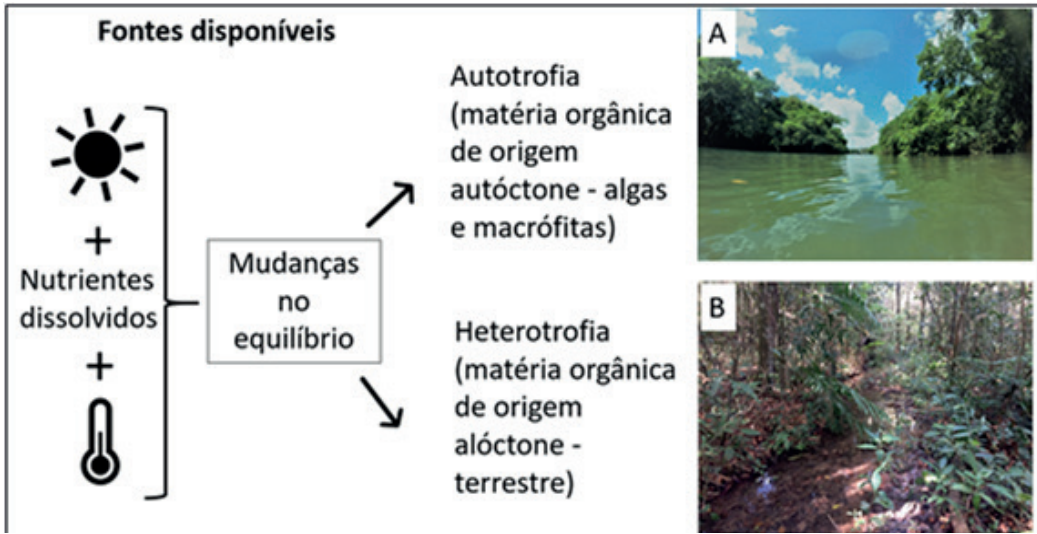 Fontes disponíveis
+
Nutrientes
dissolvidos
+
Mudanças
no
equilíbrio
Autotrofia
(matéria orgânica
de origem
autóctone - algas
e macrófitas)
A
Heterotrofia
(matéria orgânica
de origem
alóctone -
terrestre)
B